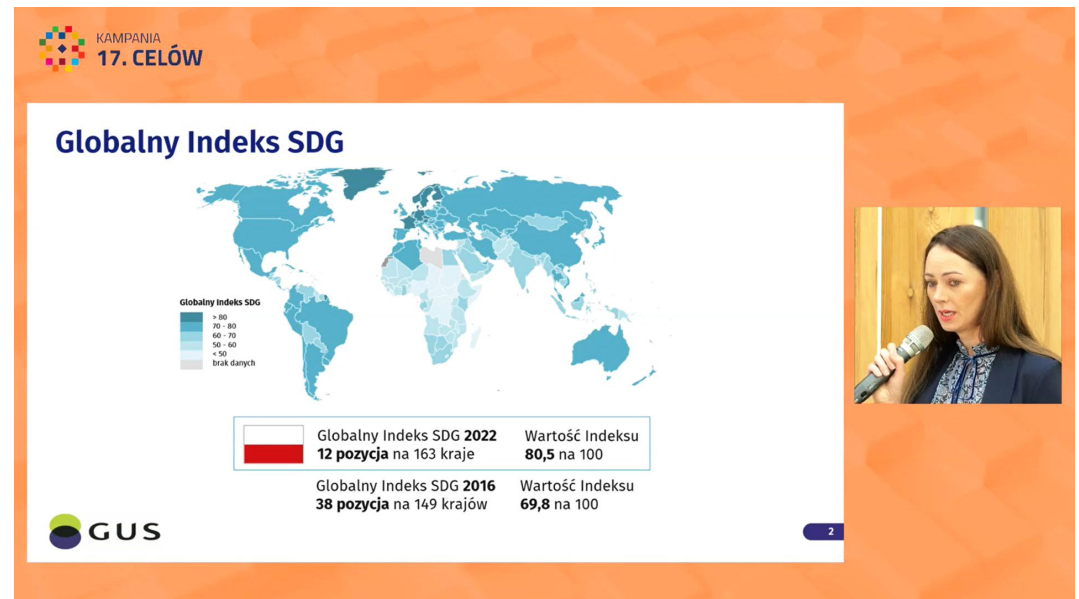 KAMPANIA
17. CELÓW
Globalny Indeks SDG
Globalny Indeks SDG
> 80
70 - 80
60 - 70
50 - 60
< 50
brak danych
Globalny Indeks SDG 2022
12 pozycja na 163 kraje
Wartość Indeksu
80,5 na 100
Globalny Indeks SDG 2016
38 pozycja na 149 krajów
Wartość Indeksu
69,8 na 100
GUS
2